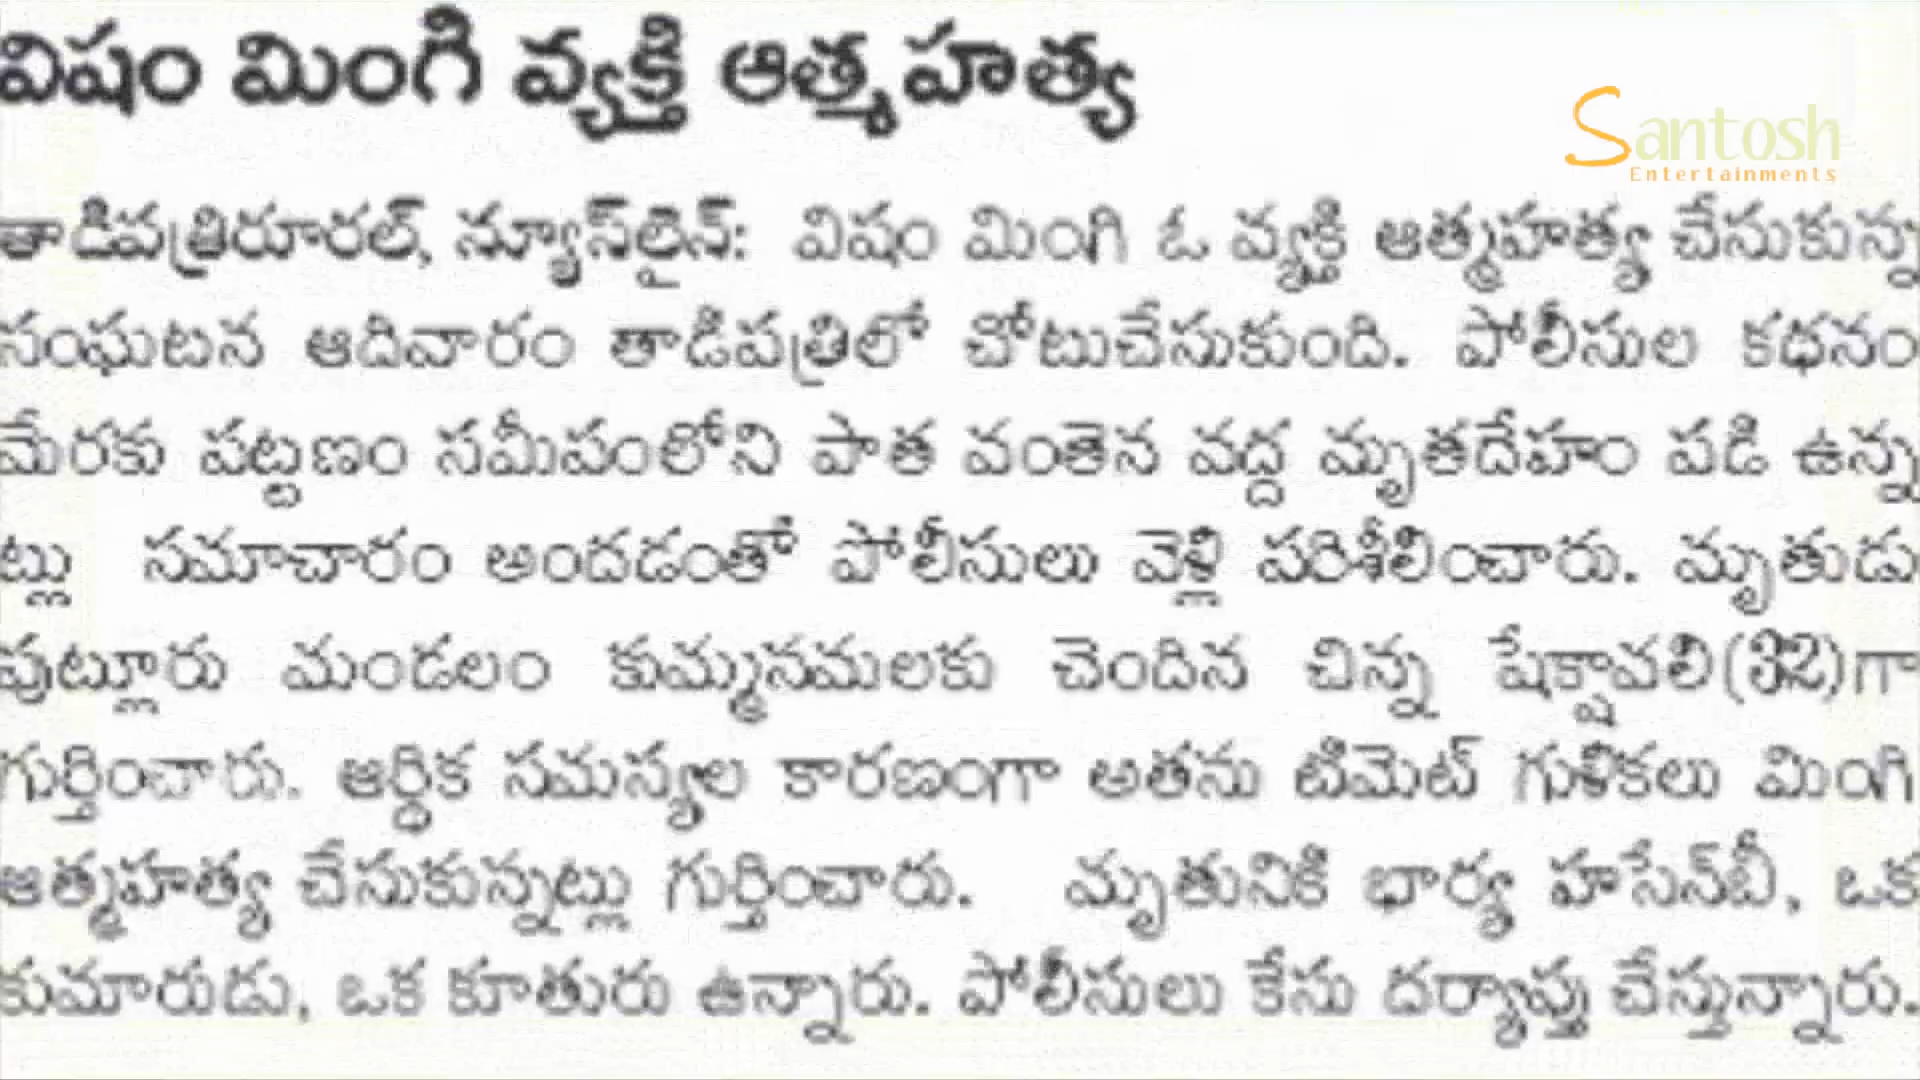 విషం మింగి వ్యక్తి ఆత్మహత్య
Santosh
Entertainments
తాడిపత్రిరూరల్, న్యూస్‌లైన్: విషం మింగి ఓ వ్యక్తి ఆత్మహత్య చేసుకున్న
సంఘటన ఆదివారం తాడిపత్రిలో చోటుచేసుకుంది. పోలీసుల కథనం
మేరకు పట్టణం సమీపంలోని పాత వంతెన వద్ద మృతదేహం పడి ఉన్న
ట్లు సమాచారం అందడంతో పోలీసులు వెళ్లి పరిశీలించారు. మృతుడు
పుట్లూరు మండలం కుమ్మనమలకు చెందిన చిన్న షేక్షావలి(32)గా
గుర్తించారు. ఆర్థిక సమస్యల కారణంగా అతను టిమెట్ గుళికలు మింగి
ఆత్మహత్య చేసుకున్నట్లు గుర్తించారు. మృతునికి భార్య హసేన్‌బీ, ఒక
కుమారుడు, ఒక కూతురు ఉన్నారు. పోలీసులు కేసు దర్యాప్తు చేస్తున్నారు.